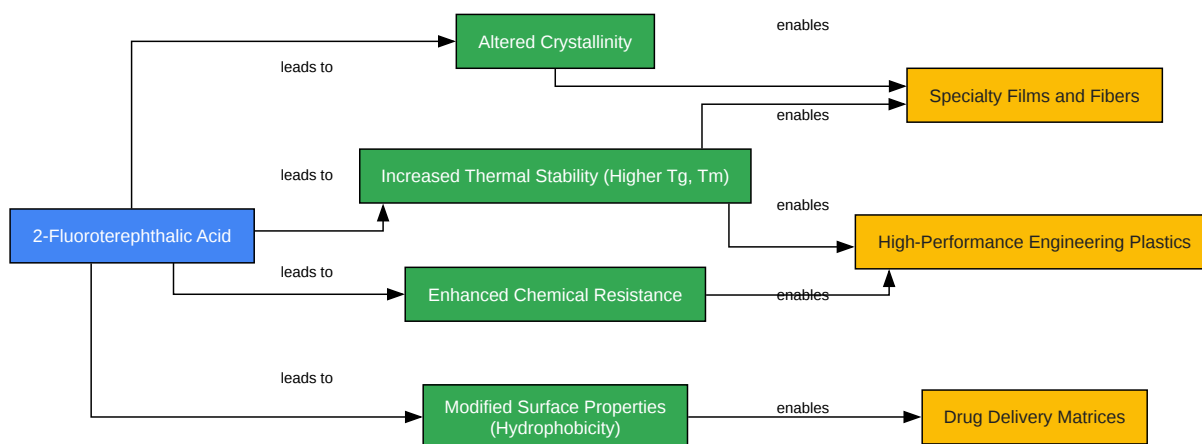 enables
Altered Crystallinity
leads to
Specialty Films and Fibers
enables
leads to
Increased Thermal Stability (Higher Tg, Tm)
enables
2-Fluoroterephthalic Acid
High-Performance Engineering Plastics
leads to
Enhanced Chemical Resistance
enables
leads to
Modified Surface Properties
(Hydrophobicity)
enables
Drug Delivery Matrices